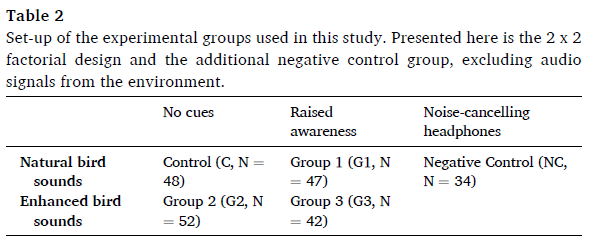 Table 2
Set-up of the experimental groups used in this study. Presented here is the 2 x 2
factorial design and the additional negative control group, excluding audio
signals from the environment.
No cues Raised awareness Noise-cancelling headphones
Natural bird sounds Control (C, N = 48) Group 1 (G1, N = 47) Negative Control (NC, N = 34)
Enhanced bird sounds Group 2 (G2, N = 52) Group 3 (G3, N = 42)